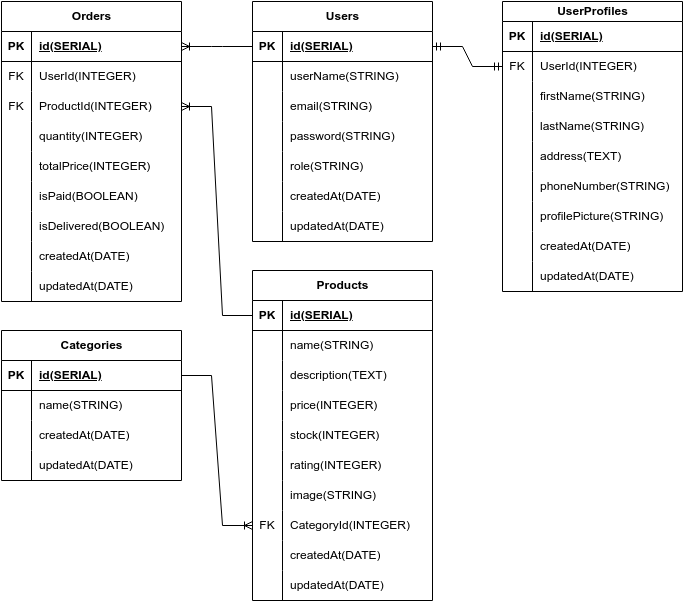 Orders
PK id(SERIAL)
FK UserId(INTEGER)
FK ProductId(INTEGER)
quantity(INTEGER)
totalPrice(INTEGER)
isPaid(BOOLEAN)
isDelivered(BOOLEAN)
createdAt(DATE)
updatedAt(DATE)
Users
PK id(SERIAL)
userName(STRING)
email(STRING)
password(STRING)
role(STRING)
createdAt(DATE)
updatedAt(DATE)
UserProfiles
PK id(SERIAL)
FK UserId(INTEGER)
firstName(STRING)
lastName(STRING)
address(TEXT)
phoneNumber(STRING)
profilePicture(STRING)
createdAt(DATE)
updatedAt(DATE)
Categories
PK id(SERIAL)
name(STRING)
createdAt(DATE)
updatedAt(DATE)
Products
PK id(SERIAL)
name(STRING)
description(TEXT)
price(INTEGER)
stock(INTEGER)
rating(INTEGER)
image(STRING)
FK CategoryId(INTEGER)
createdAt(DATE)
updatedAt(DATE)